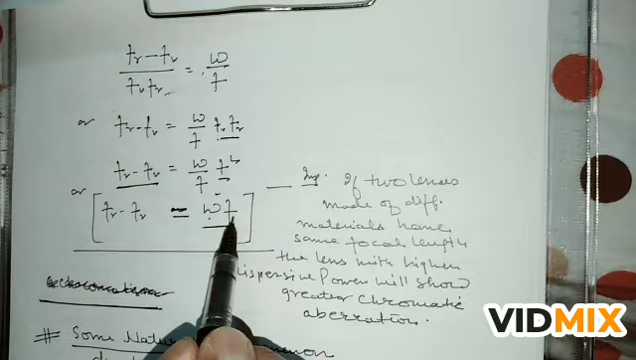 fr - fv / fv fr = ω / f
or fr - fv = ω / f fv fr
fr - fv = ω / f f²
or [ fr - fv = ωf ] — Imp. If two lenses
made of diff.
materials have
same focal length
the lens with higher
dispersive Power will show
greater chromatic
aberration.
# Some Natu
VIDMIX